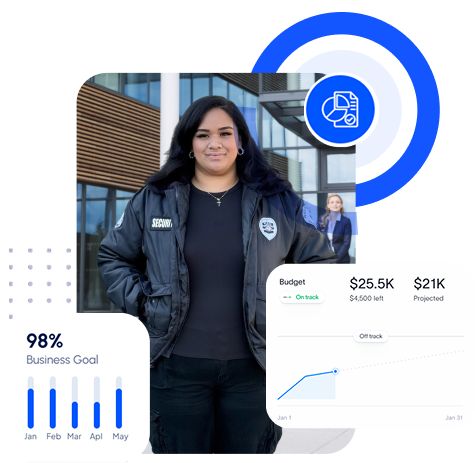 SECURITY
Budget
On track
$25.5K
$4,500 left
$21K
Projected
Off track
Jan 1
Jan 31
98%
Business Goal
Jan Feb Mar Apl May